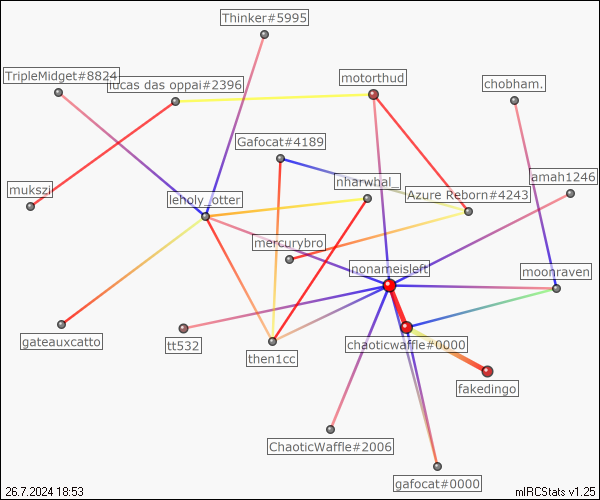 Thinker#5995
TripleMidget#8824
lucas das oppai#2396
motorthud
chobham.
Gafocat#4189
nharwhal_
amah1246
mukszi
leholy_otter
Azure Reborn#4243
mercurybro
nonameisleft
moonraven
gateauxcatto
tt532
then1cc
chaoticwaffle#0000
fakedingo
ChaoticWaffle#2006
gafocat#0000
26.7.2024 18:53
mIRCStats v1.25